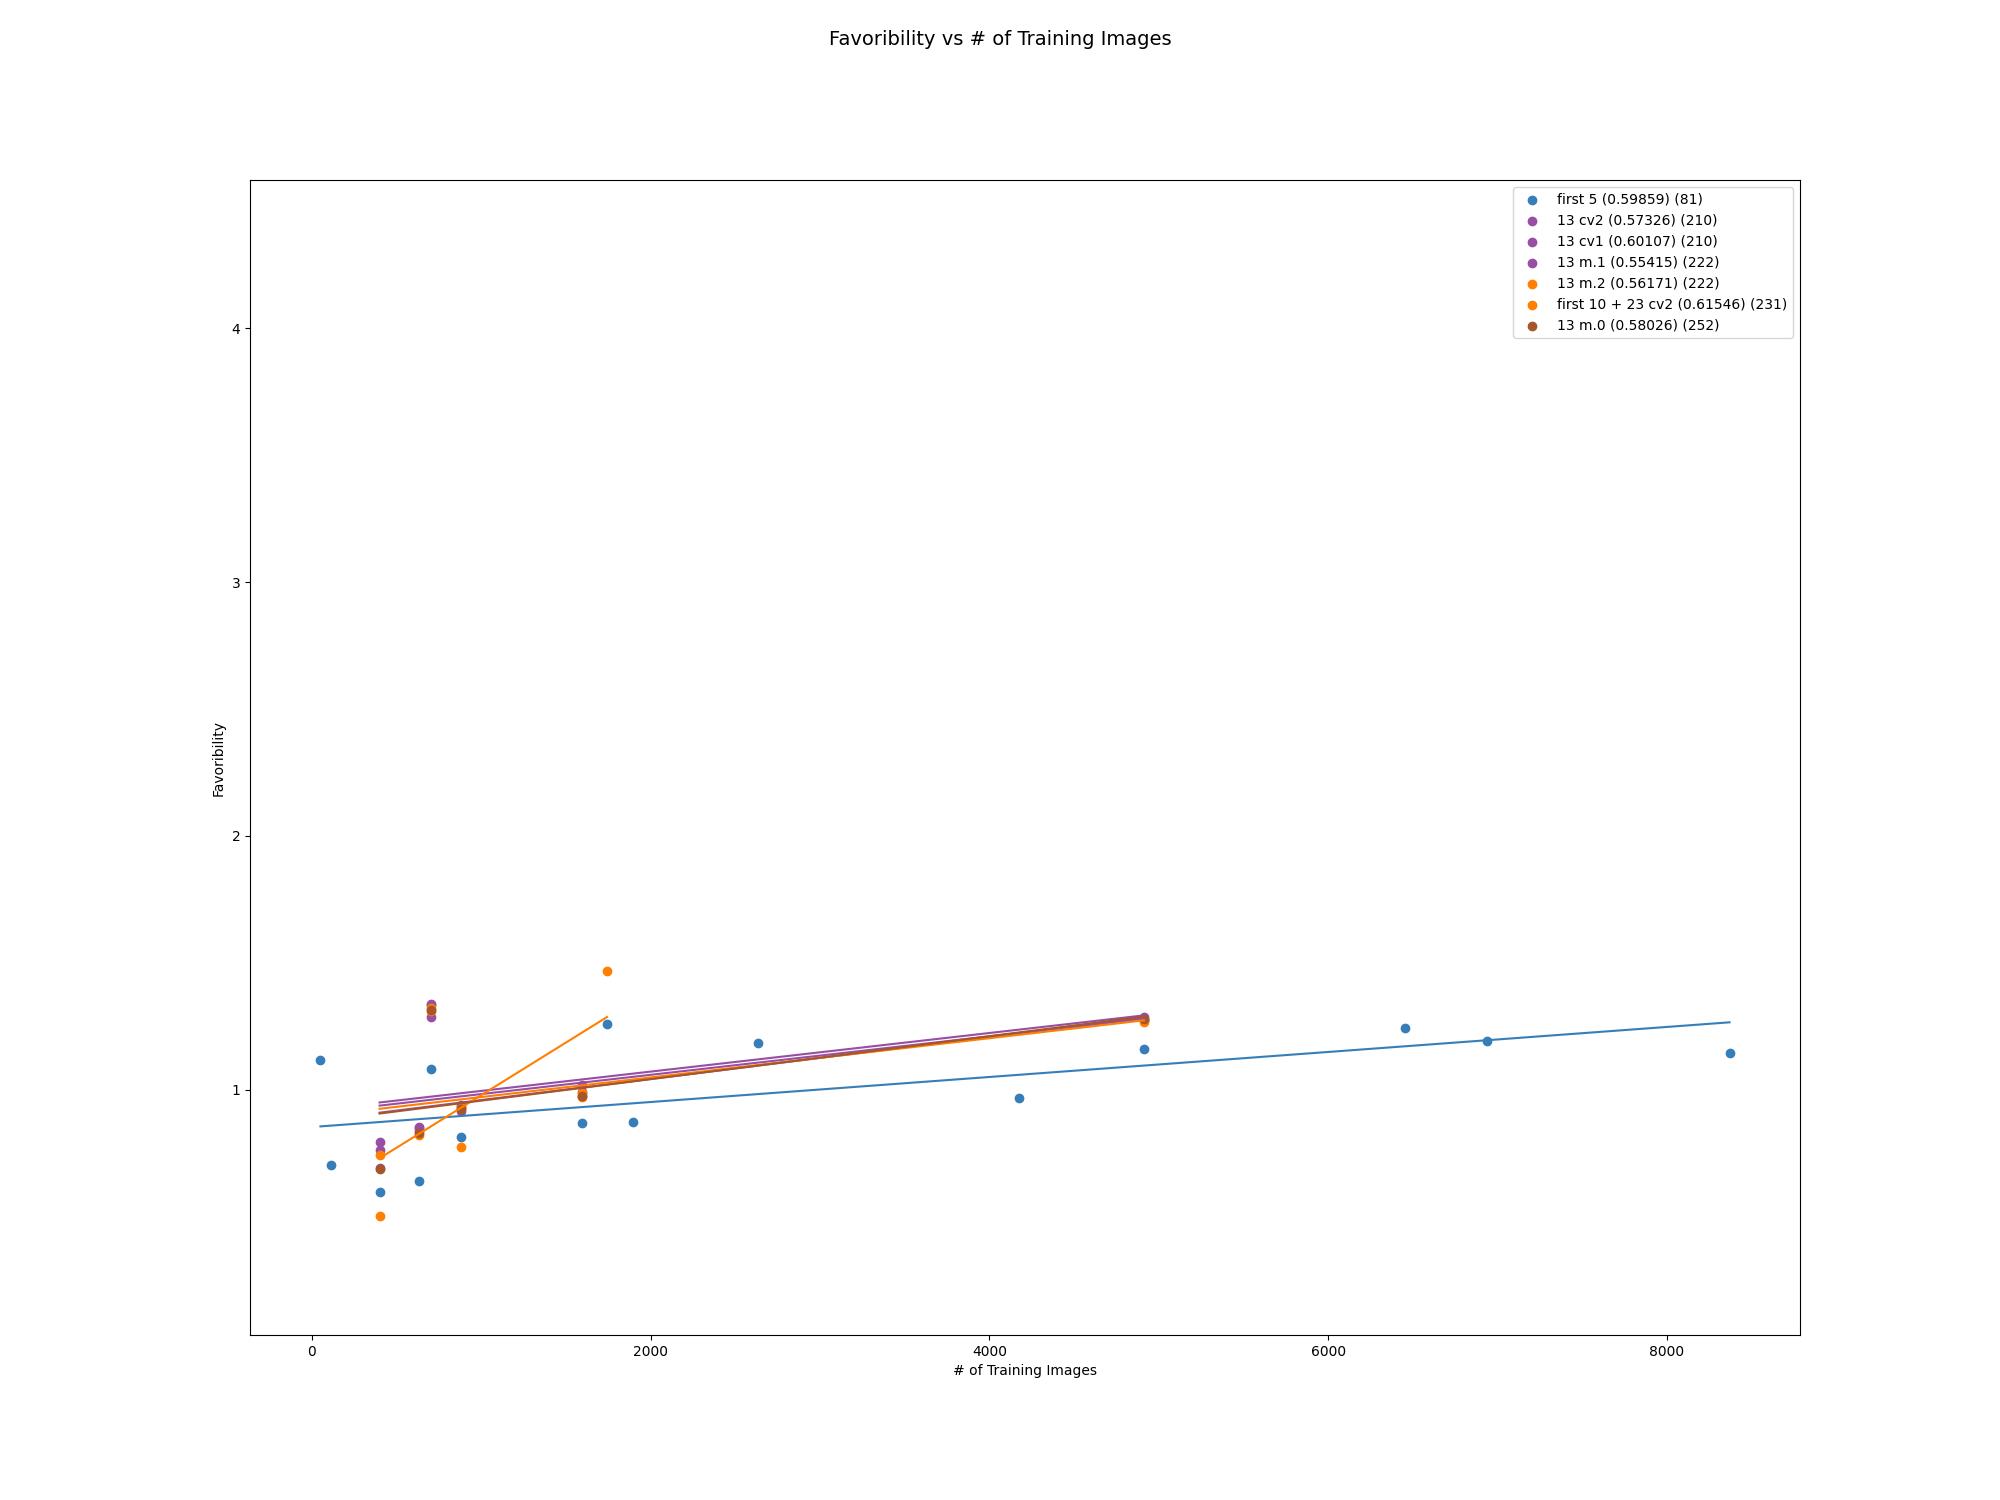 Favoribility vs # of Training Images
first 5 (0.59859) (81)
13 cv2 (0.57326) (210)
13 cv1 (0.60107) (210)
13 m.1 (0.55415) (222)
13 m.2 (0.56171) (222)
first 10 + 23 cv2 (0.61546) (231)
13 m.0 (0.58026) (252)
4
3
2
1
Favoribility
0 2000 4000 6000 8000
# of Training Images